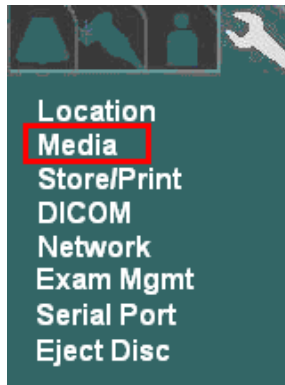 Location
Media
Store/Print
DICOM
Network
Exam Mgmt
Serial Port
Eject Disc